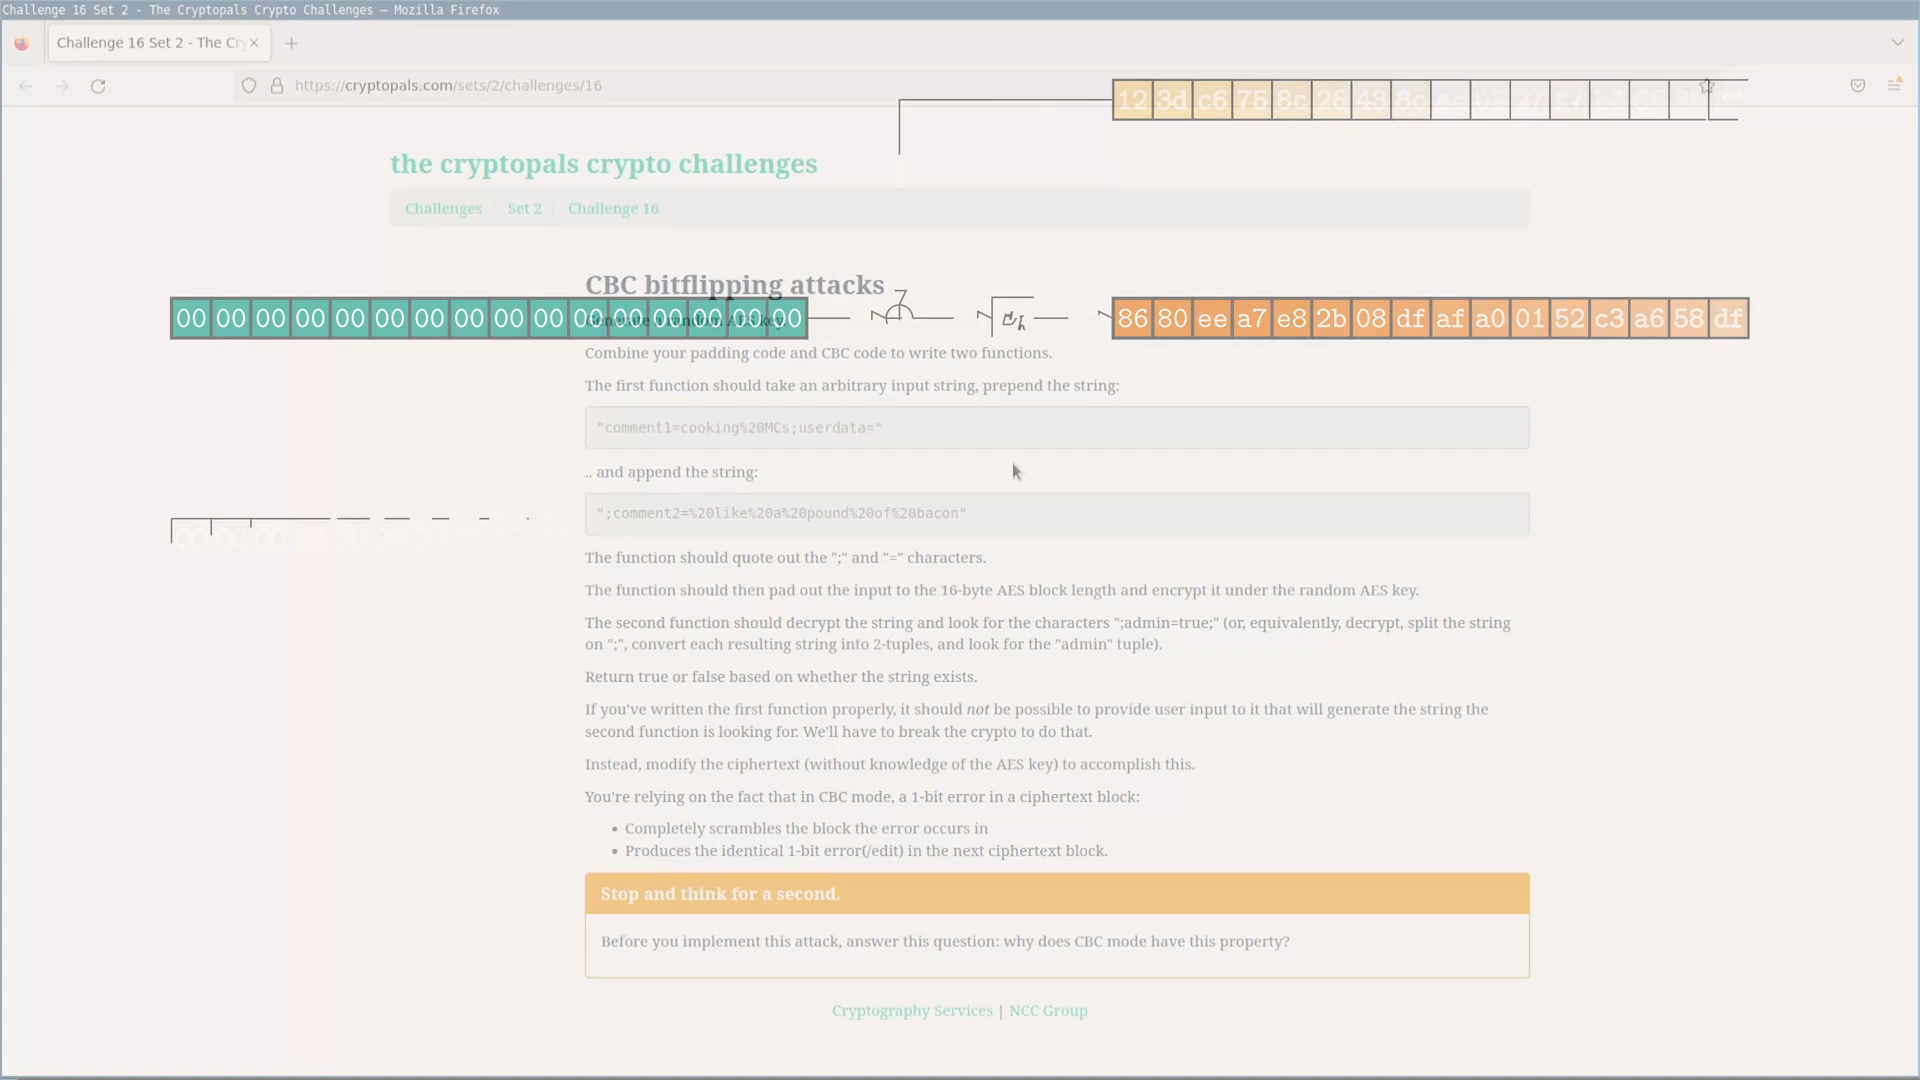 Challenge 16 Set 2 - The Cryptopals Crypto Challenges — Mozilla Firefox
Challenge 16 Set 2 - The Cr
https://cryptopals.com/sets/2/challenges/16
12 3d c6 75 8c 26 43 8c
the cryptopals crypto challenges
Challenges / Set 2 / Challenge 16
CBC bitflipping attacks
00 00 00 00 00 00 00 00 00 00 00 00 00 00 00 00
86 80 ee a7 e8 2b 08 df af a0 01 52 c3 a6 58 df
Generate a random AES key.
Combine your padding code and CBC code to write two functions.
The first function should take an arbitrary input string, prepend the string:
"comment1=cooking%20MCs;userdata="
.. and append the string:
";comment2=%20like%20a%20pound%20of%20bacon"
00 00 00
The function should quote out the ";" and "=" characters.
The function should then pad out the input to the 16-byte AES block length and encrypt it under the random AES key.
The second function should decrypt the string and look for the characters ";admin=true;" (or, equivalently, decrypt, split the string
on ";", convert each resulting string into 2-tuples, and look for the "admin" tuple).
Return true or false based on whether the string exists.
If you've written the first function properly, it should not be possible to provide user input to it that will generate the string the
second function is looking for. We'll have to break the crypto to do that.
Instead, modify the ciphertext (without knowledge of the AES key) to accomplish this.
You're relying on the fact that in CBC mode, a 1-bit error in a ciphertext block:
• Completely scrambles the block the error occurs in
• Produces the identical 1-bit error(/edit) in the next ciphertext block.
Stop and think for a second.
Before you implement this attack, answer this question: why does CBC mode have this property?
Cryptography Services | NCC Group